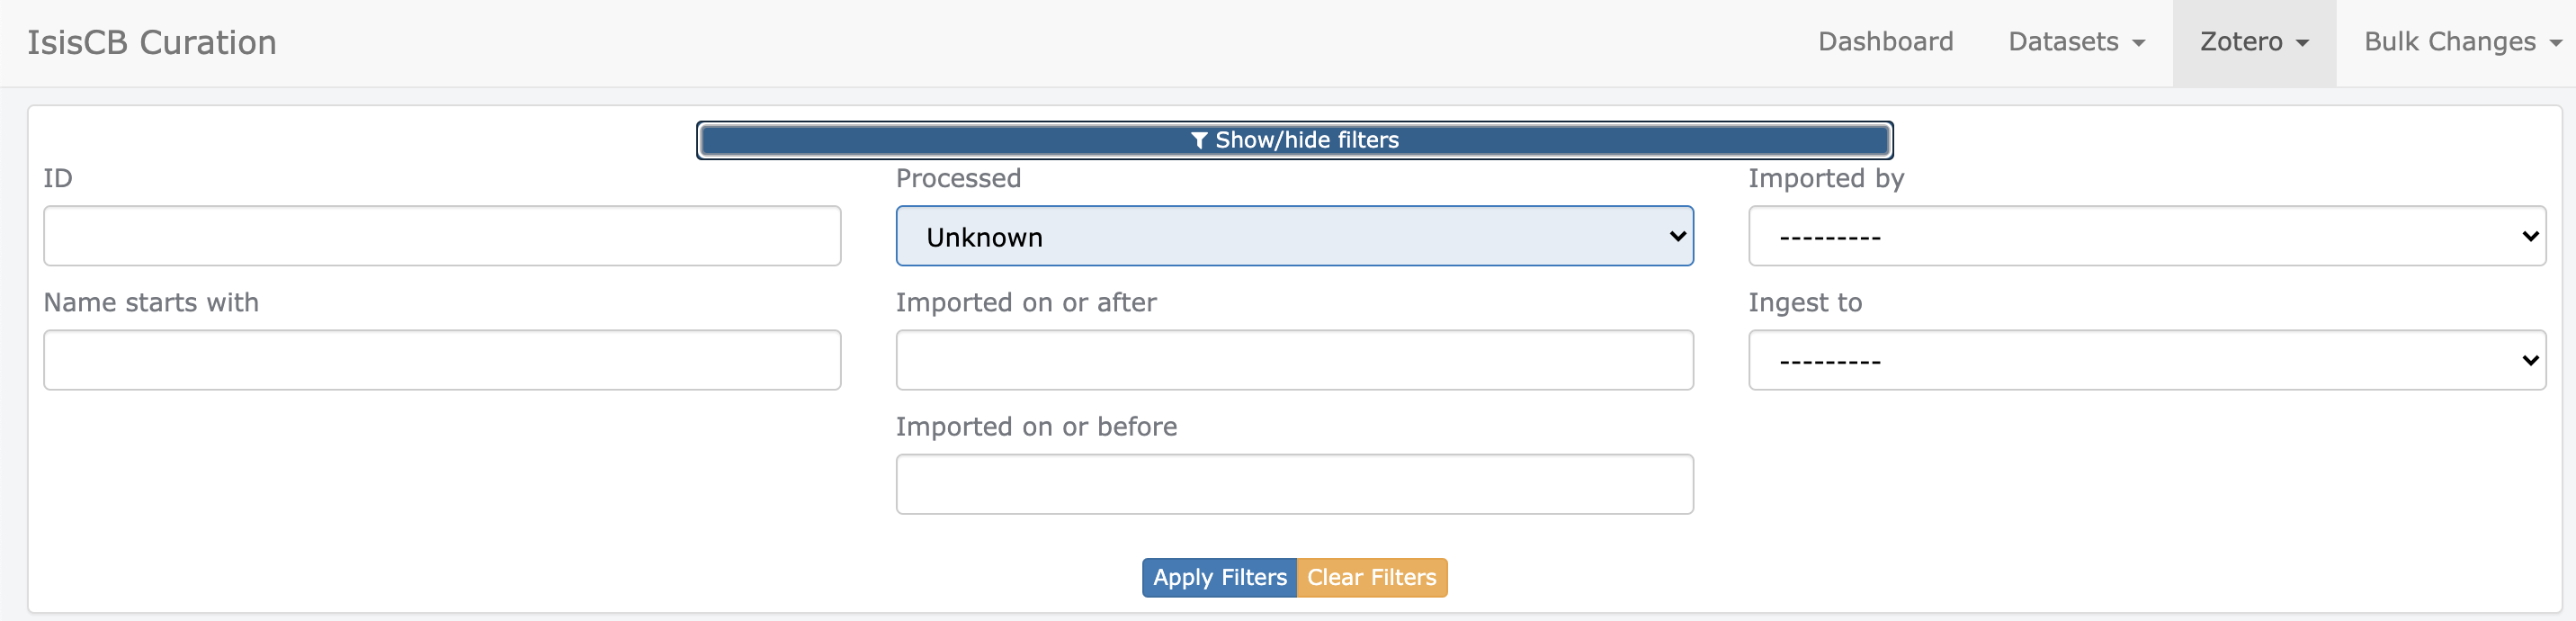 IsisCB Curation
Dashboard
Datasets
Zotero
Bulk Changes
Show/hide filters
ID
Processed
Imported by
Unknown
---------
Name starts with
Imported on or after
Ingest to
---------
Imported on or before
Apply Filters
Clear Filters